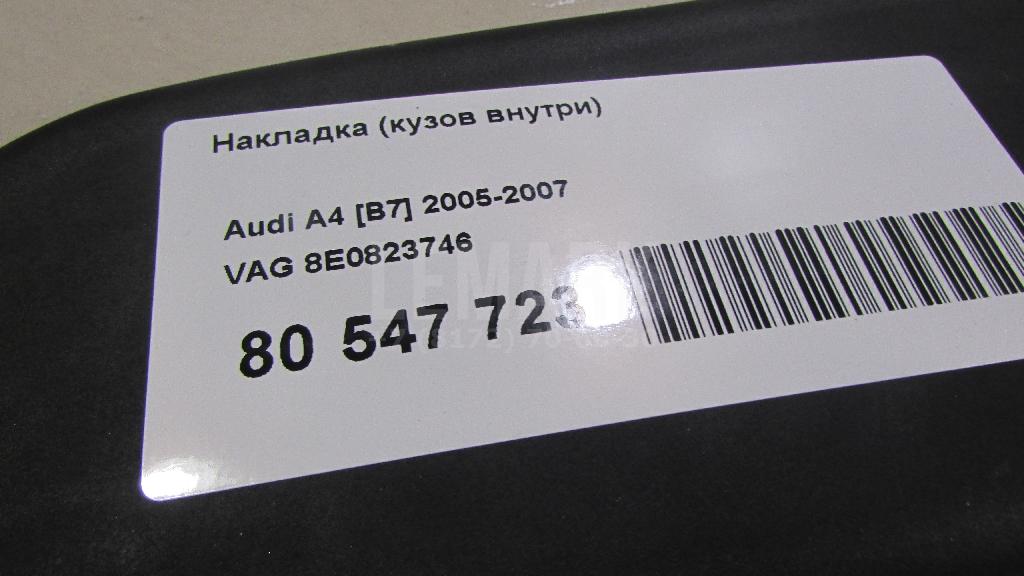 Накладка (кузов внутри)
Audi A4 [B7] 2005-2007
VAG 8E0823746
80 547 723